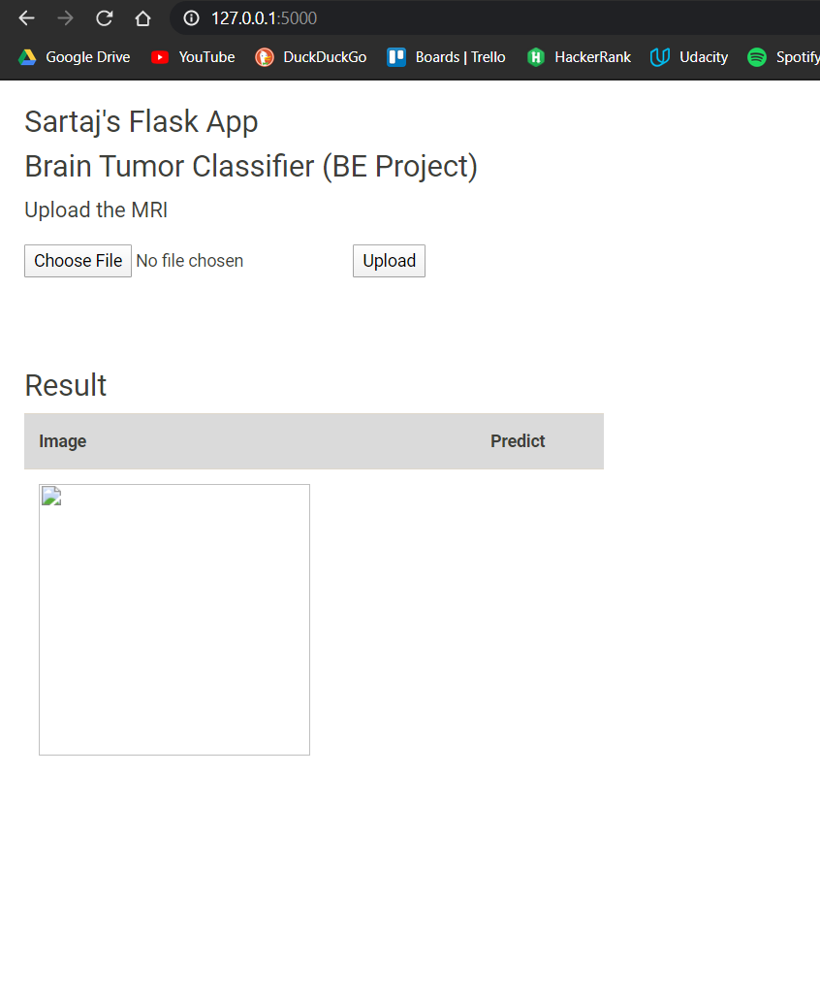 127.0.0.1:5000
Google Drive YouTube DuckDuckGo Boards | Trello HackerRank Udacity Spotify
Sartaj's Flask App
Brain Tumor Classifier (BE Project)
Upload the MRI
Choose File No file chosen Upload
Result
Image Predict